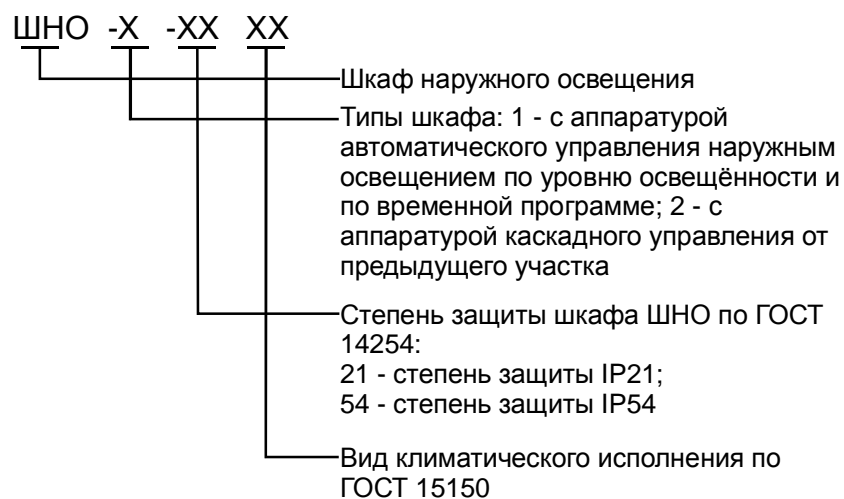 ШНО -Х -ХХ ХХ
Шкаф наружного освещения
Типы шкафа: 1 - с аппаратурой
автоматического управления наружным
освещением по уровню освещённости и
по временной программе; 2 - с
аппаратурой каскадного управления от
предыдущего участка
Степень защиты шкафа ШНО по ГОСТ
14254:
21 - степень защиты IP21;
54 - степень защиты IP54
Вид климатического исполнения по
ГОСТ 15150